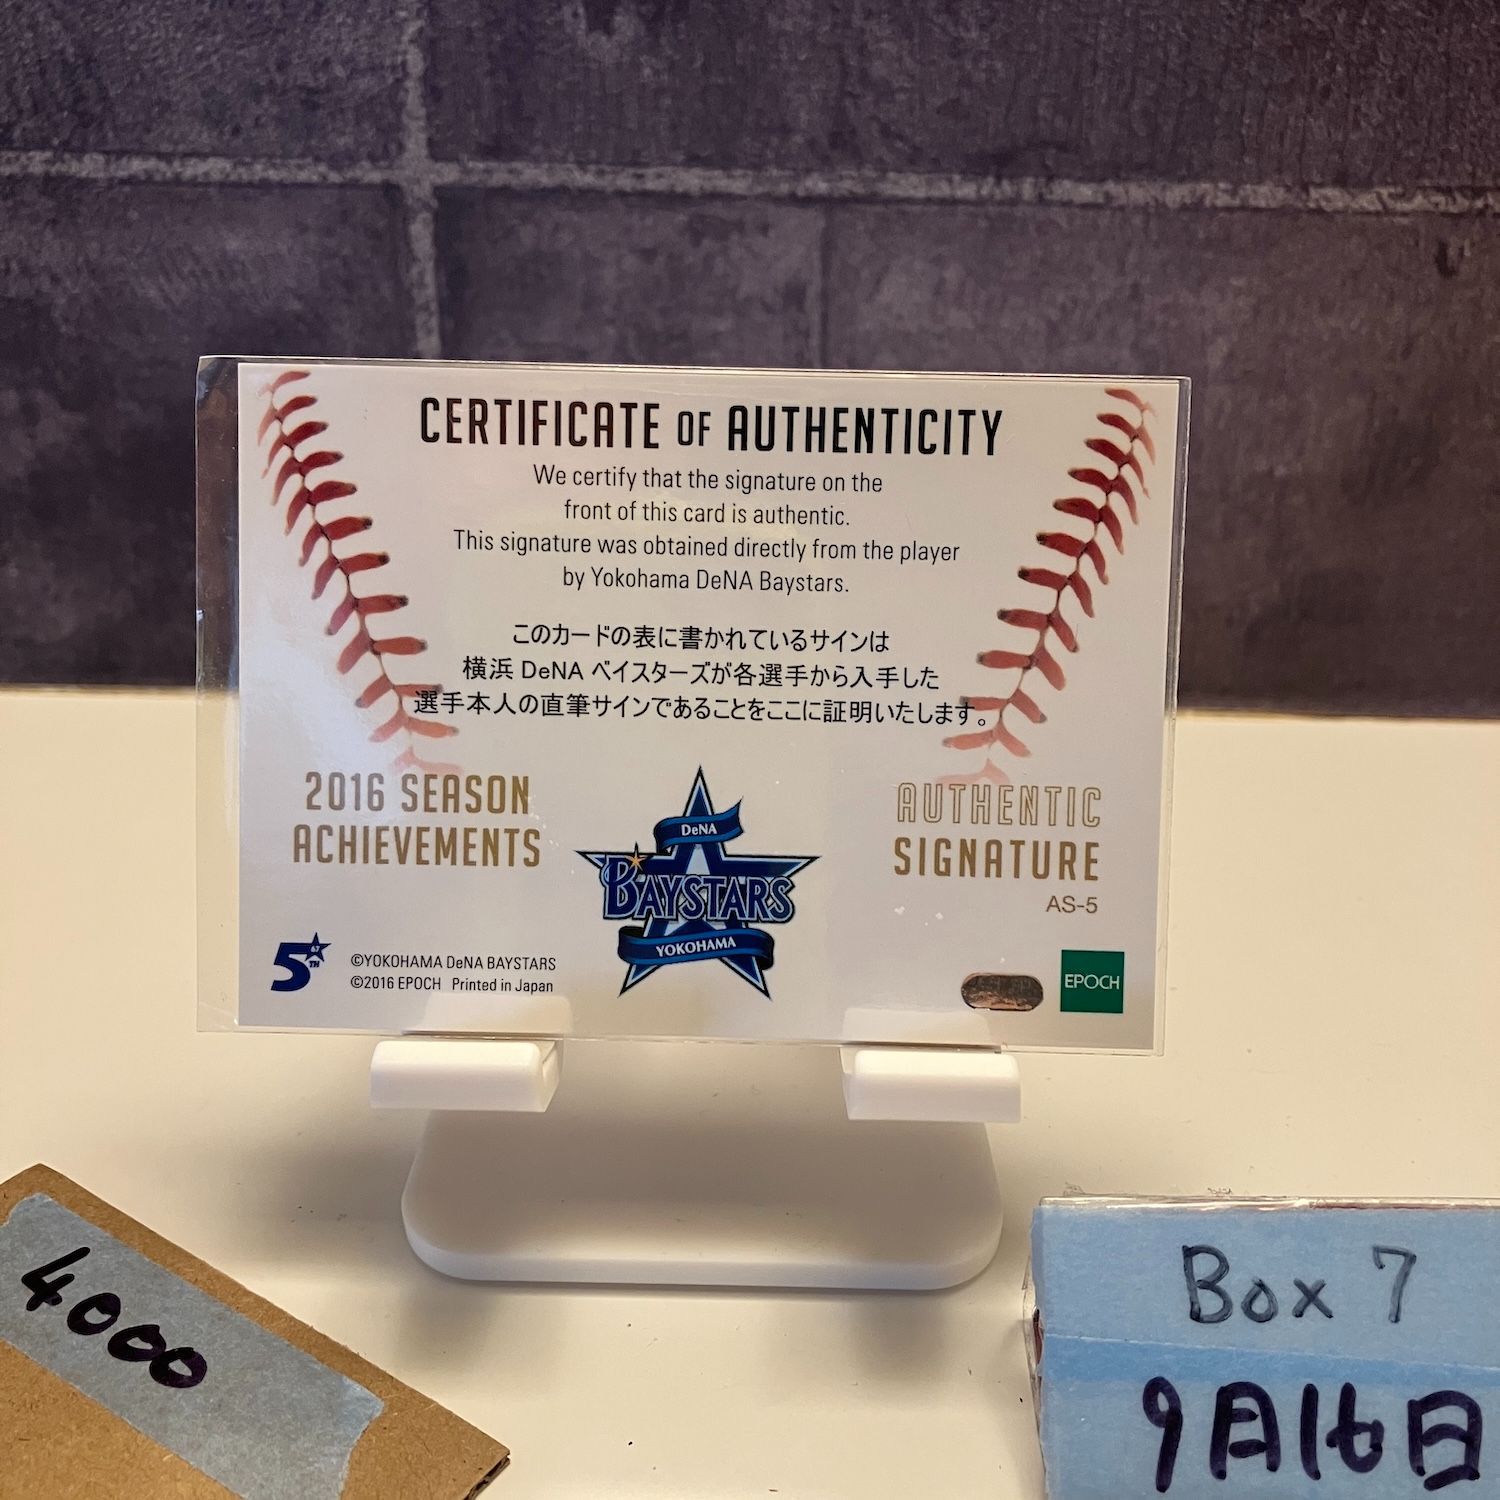 CERTIFICATE OF AUTHENTICITY
We certify that the signature on the
front of this card is authentic.
This signature was obtained directly from the player
by Yokohama DeNA Baystars.
このカードの表に書かれているサインは
横浜 DeNA ベイスターズが各選手から入手した
選手本人の直筆サインであることをここに証明いたします。
2016 SEASON
ACHIEVEMENTS
DeNA
BAYSTARS
YOKOHAMA
AUTHENTIC
SIGNATURE
AS-5
5TH
©YOKOHAMA DeNA BAYSTARS
©2016 EPOCH Printed in Japan
EPOCH
4000
Box 7
9月16日